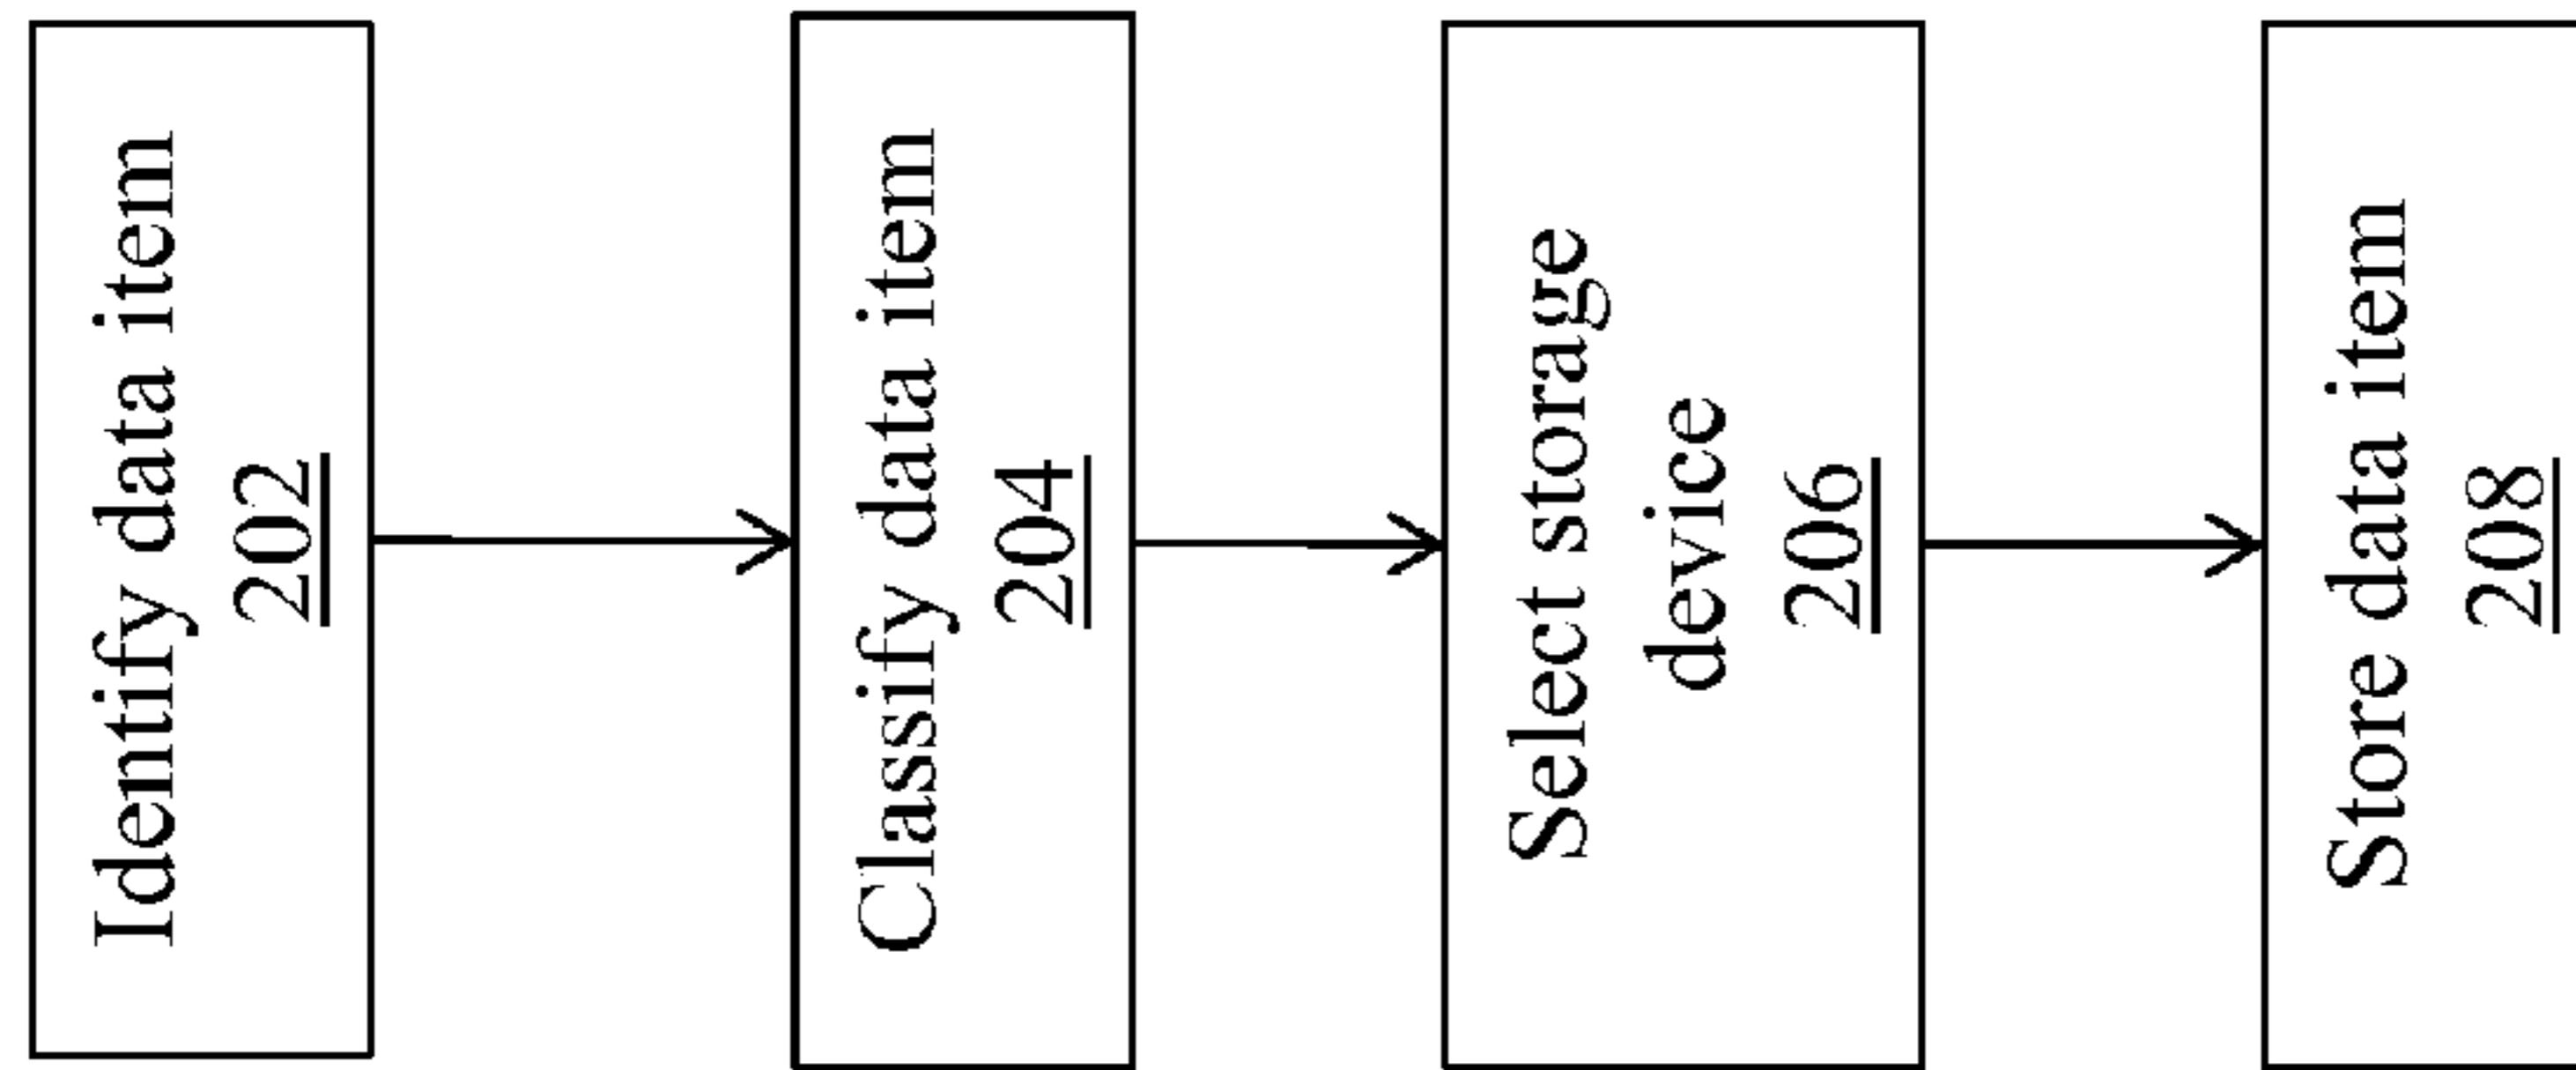 Identify data item
202
Classify data item
204
Select storage
device
206
Store data item
208